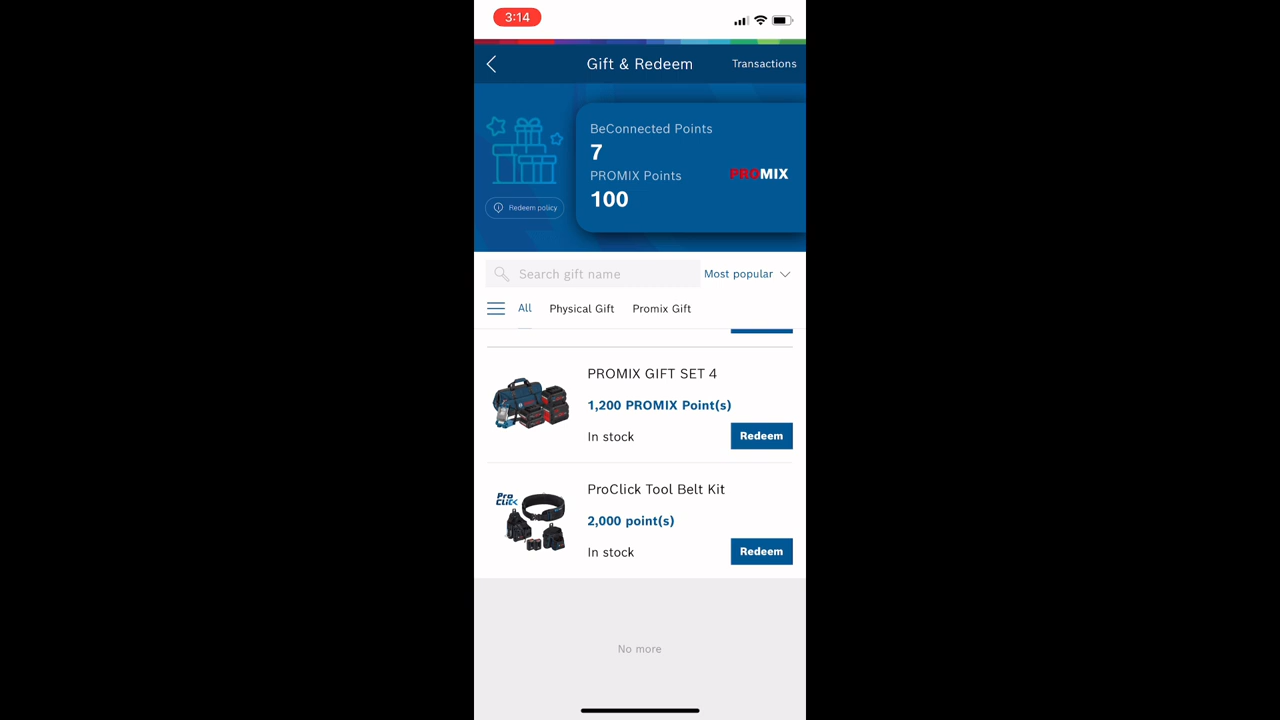 3:14
Gift & Redeem
Transactions
BeConnected Points
7
PROMIX Points
PROMIX
100
Redeem policy
Search gift name
Most popular
All
Physical Gift
Promix Gift
PROMIX GIFT SET 4
1,200 PROMIX Point(s)
In stock
Redeem
Pro
Click
ProClick Tool Belt Kit
2,000 point(s)
In stock
Redeem
No more